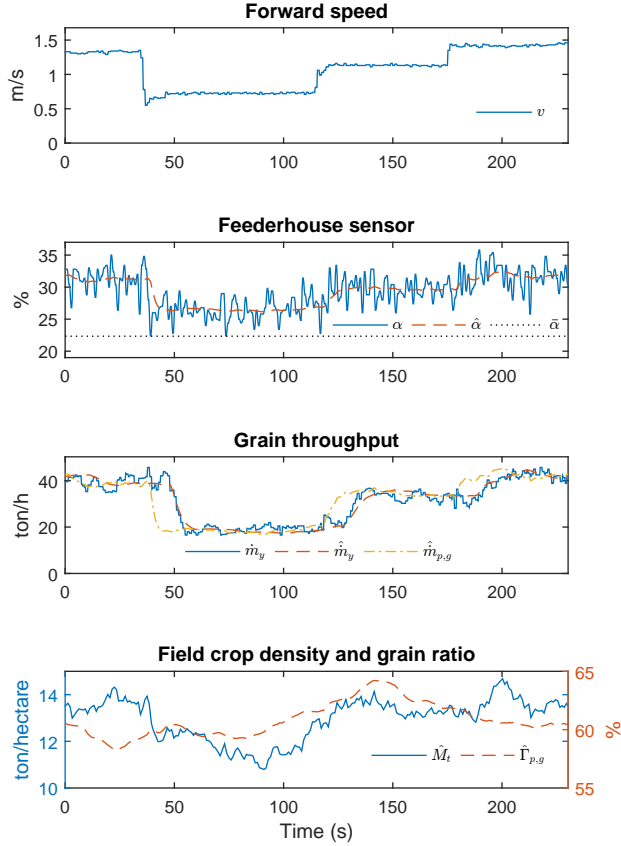 Forward speed
1.5
1
0.5
0
m/s
v
0 50 100 150 200
Feederhouse sensor
35
30
25
20
%
α α̂ ᾱ
0 50 100 150 200
Grain throughput
40
20
0
ton/h
ṁ_y m̂̇_y m̂̇_{p,g}
0 50 100 150 200
Field crop density and grain ratio
14
12
10
ton/hectare
65
60
55
%
M̂_t Γ̂_{p,g}
0 50 100 150 200
Time (s)